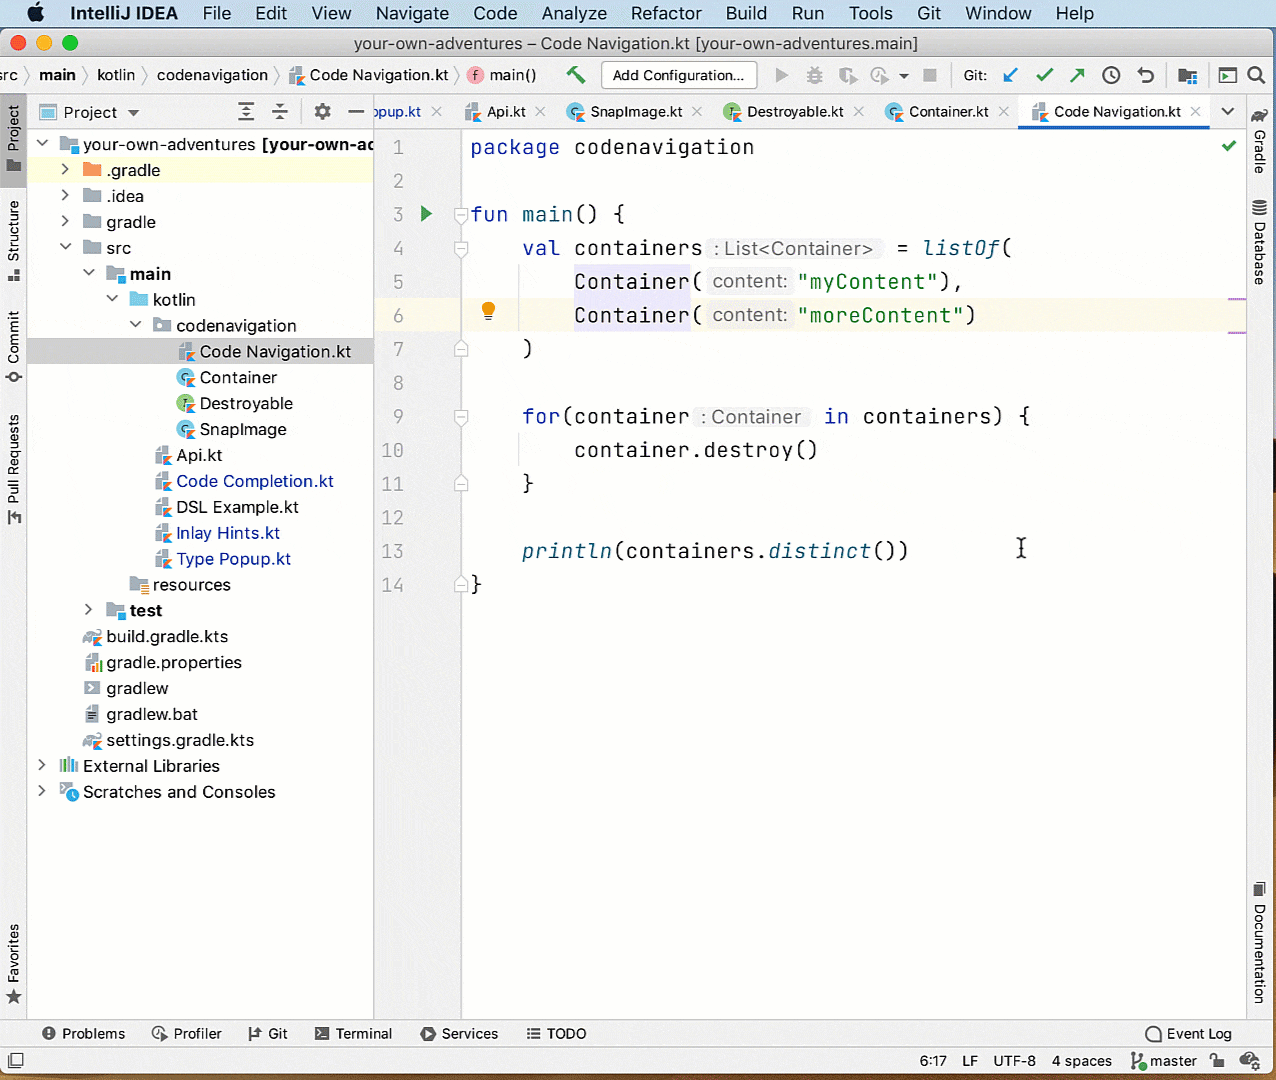 IntelliJ IDEA File Edit View Navigate Code Analyze Refactor Build Run Tools Git Window Help
your-own-adventures – Code Navigation.kt [your-own-adventures.main]
src main kotlin codenavigation Code Navigation.kt main() Add Configuration... Git:
Project opup.kt Api.kt SnapImage.kt Destroyable.kt Container.kt Code Navigation.kt
Project
Structure
Commit
Pull Requests
Favorites
your-own-adventures [your-own-ad
.gradle
.idea
gradle
src
main
kotlin
codenavigation
Code Navigation.kt
Container
Destroyable
SnapImage
Api.kt
Code Completion.kt
DSL Example.kt
Inlay Hints.kt
Type Popup.kt
resources
test
build.gradle.kts
gradle.properties
gradlew
gradlew.bat
settings.gradle.kts
External Libraries
Scratches and Consoles
1 package codenavigation
2
3 fun main() {
4 val containers : List<Container> = listOf(
5 Container( content: "myContent"),
6 Container( content: "moreContent")
7 )
8
9 for(container : Container in containers) {
10 container.destroy()
11 }
12
13 println(containers.distinct())
14 }
Gradle
Database
Documentation
Problems Profiler Git Terminal Services TODO Event Log
6:17 LF UTF-8 4 spaces master